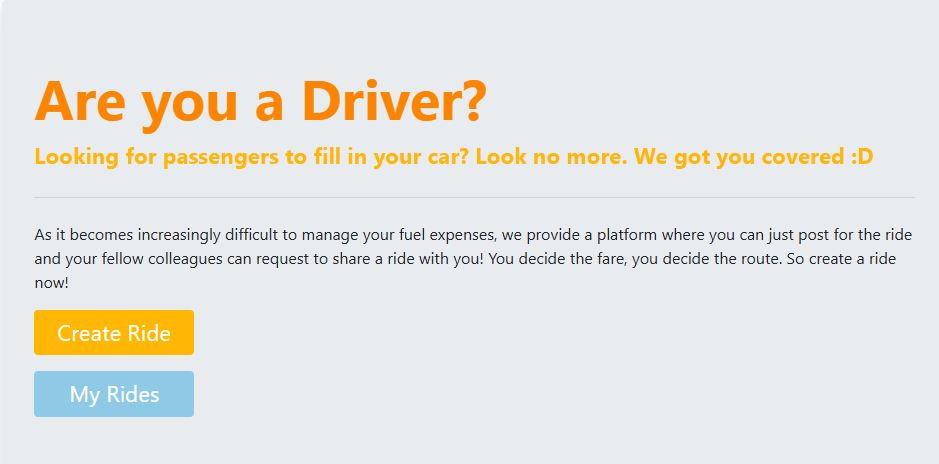 Are you a Driver?
Looking for passengers to fill in your car? Look no more. We got you covered :D
As it becomes increasingly difficult to manage your fuel expenses, we provide a platform where you can just post for the ride
and your fellow colleagues can request to share a ride with you! You decide the fare, you decide the route. So create a ride
now!
Create Ride
My Rides